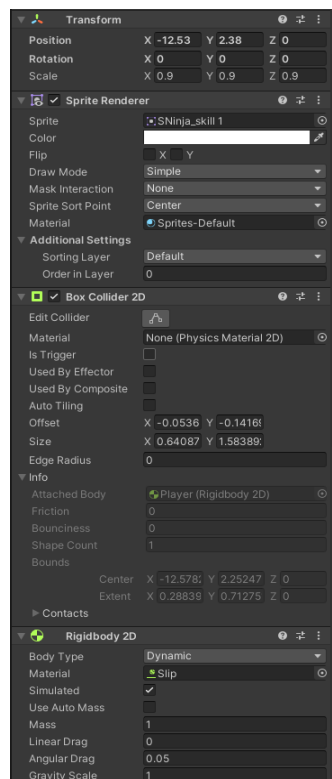 Transform
Position X -12.53 Y 2.38 Z 0
Rotation X 0 Y 0 Z 0
Scale X 0.9 Y 0.9 Z 0.9
Sprite Renderer
Sprite SNinja_skill 1
Color
Flip X Y
Draw Mode Simple
Mask Interaction None
Sprite Sort Point Center
Material Sprites-Default
Additional Settings
Sorting Layer Default
Order in Layer 0
Box Collider 2D
Edit Collider
Material None (Physics Material 2D)
Is Trigger
Used By Effector
Used By Composite
Auto Tiling
Offset X -0.0536 Y -0.1416
Size X 0.64087 Y 1.58389
Edge Radius 0
Info
Attached Body Player (Rigidbody 2D)
Friction 0
Bounciness 0
Shape Count 1
Bounds
Center X -12.578 Y 2.25247 Z 0
Extent X 0.28839 Y 0.71275 Z 0
Contacts
Rigidbody 2D
Body Type Dynamic
Material Slip
Simulated
Use Auto Mass
Mass 1
Linear Drag 0
Angular Drag 0.05
Gravity Scale 1